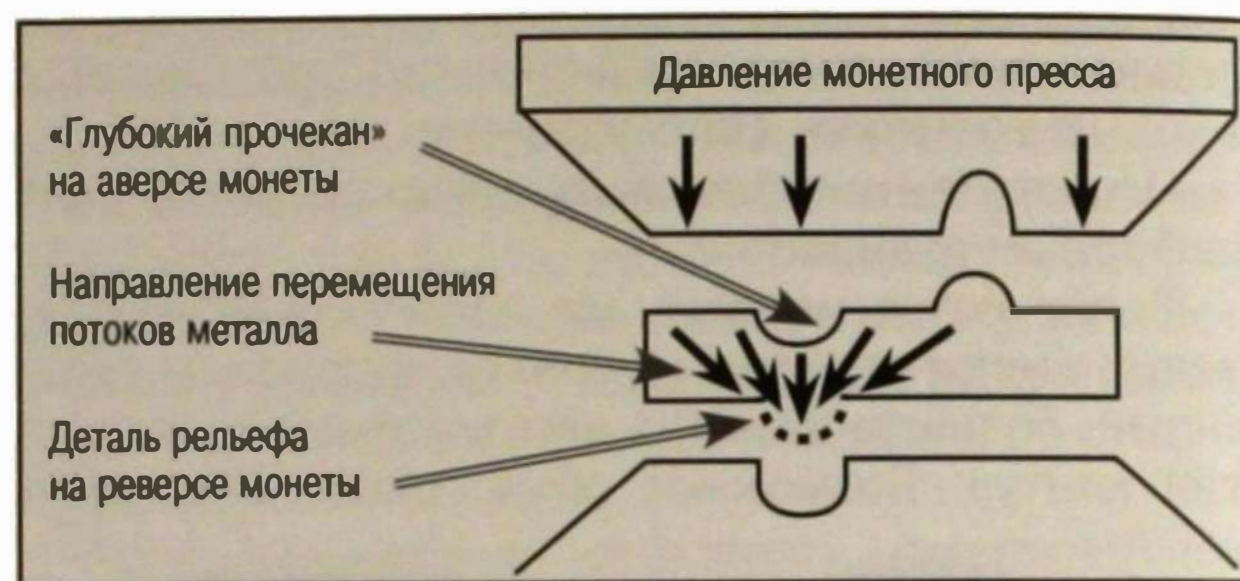 Давление монетного пресса
«Глубокий прочекан»
на аверсе монеты
Направление перемещения
потоков металла
Деталь рельефа
на реверсе монеты